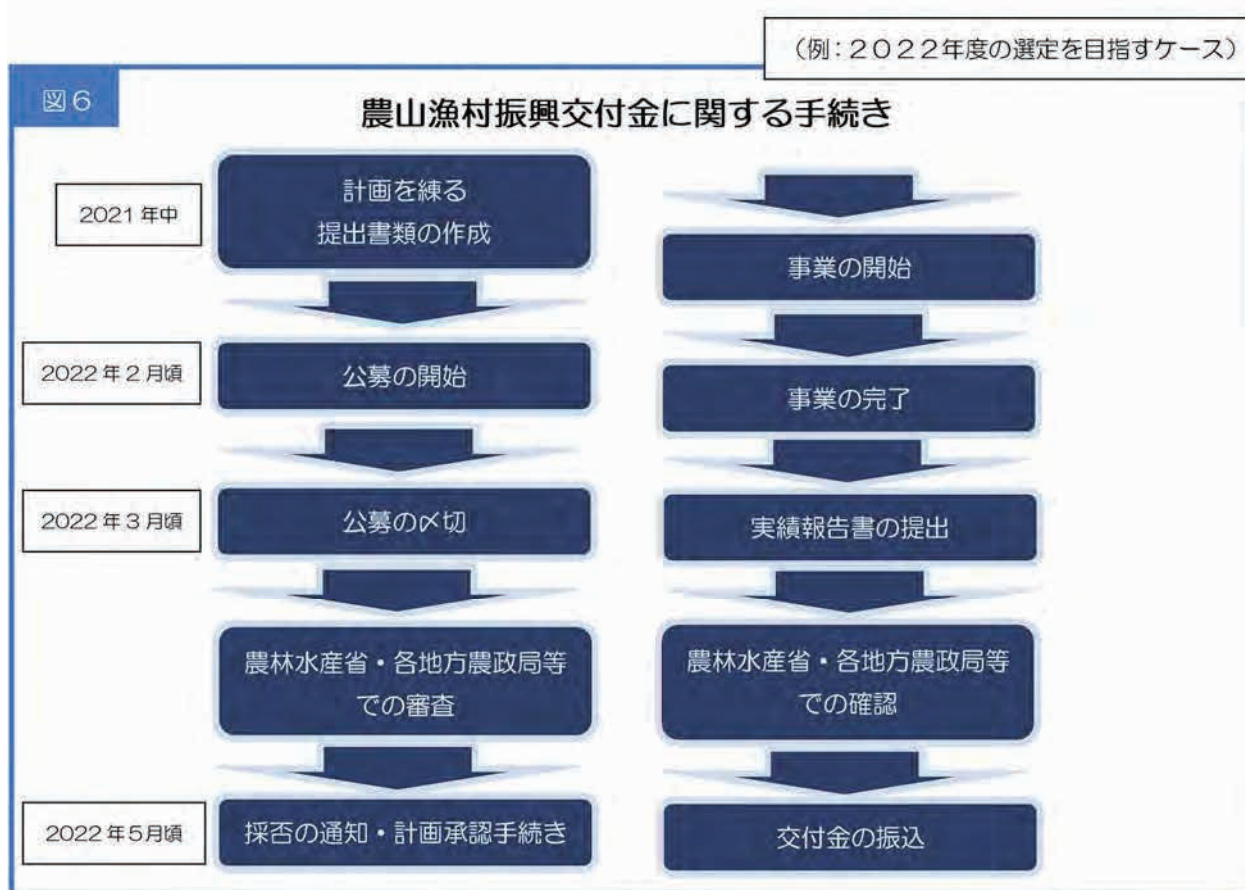 （例：２０２２年度の選定を目指すケース）
図６
農山漁村振興交付金に関する手続き
2021年中
計画を練る
提出書類の作成
2022年2月頃
公募の開始
2022年3月頃
公募の〆切
農林水産省・各地方農政局等
での審査
2022年5月頃
採否の通知・計画承認手続き
事業の開始
事業の完了
実績報告書の提出
農林水産省・各地方農政局等
での確認
交付金の振込